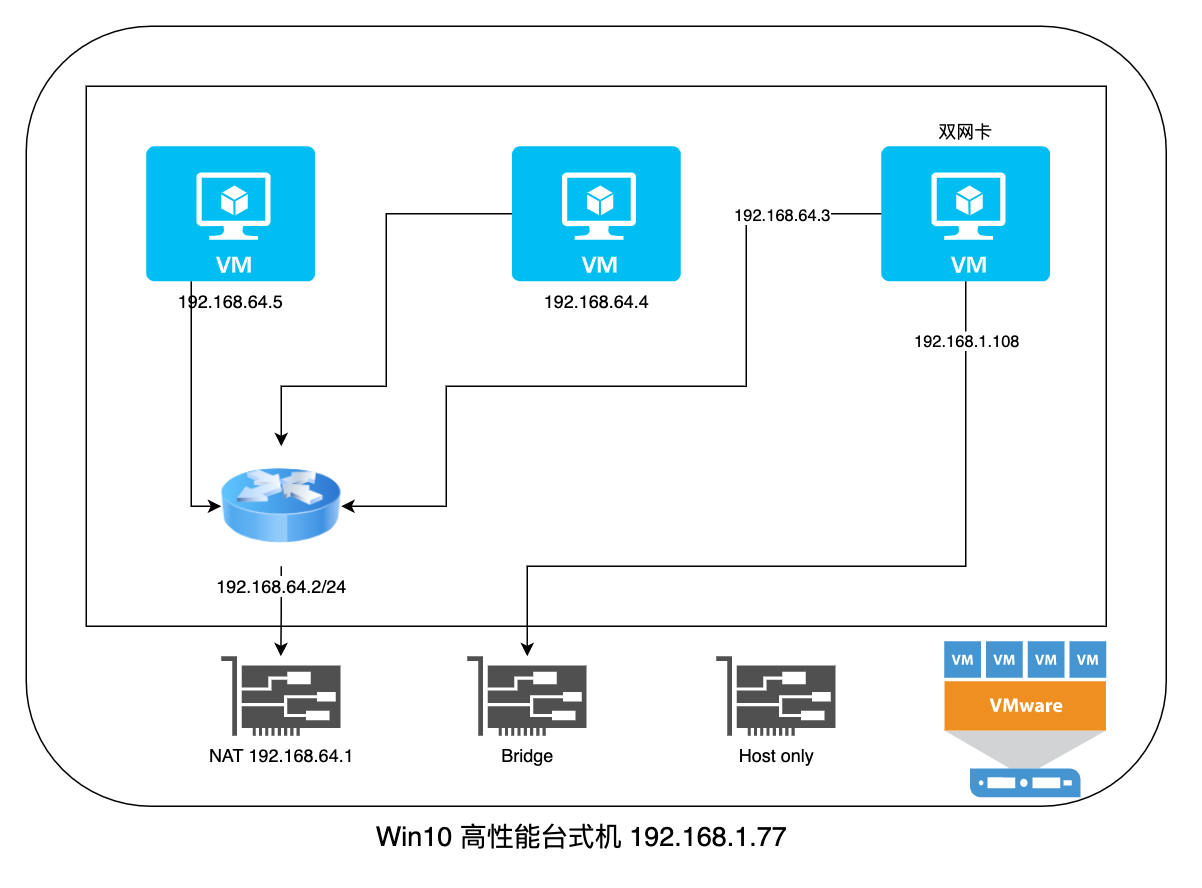 双网卡
VM
VM
VM
192.168.64.3
192.168.64.5
192.168.64.4
192.168.1.108
192.168.64.2/24
VM VM VM VM
VMware
NAT 192.168.64.1
Bridge
Host only
Win10 高性能台式机 192.168.1.77